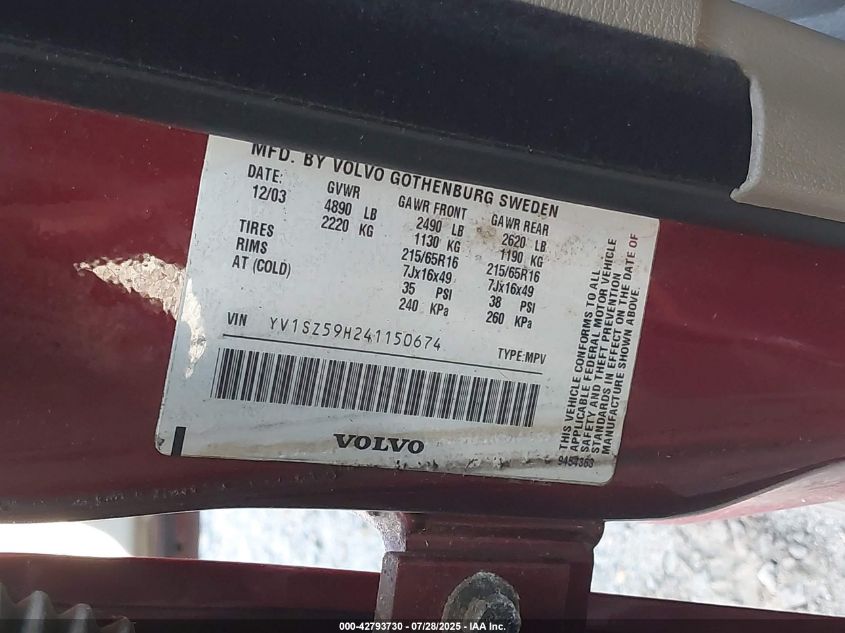 MFD. BY VOLVO GOTHENBURG SWEDEN
DATE: GVWR GAWR FRONT GAWR REAR
12/03 4890 LB 2490 LB 2620 LB
2220 KG 1130 KG 1190 KG
TIRES 215/65R16 215/65R16
RIMS 7Jx16x49 7Jx16x49
AT (COLD) 35 PSI 38 PSI
240 KPa 260 KPa
VIN YV1SZ59H241150674
TYPE:MPV
VOLVO
THIS VEHICLE CONFORMS TO ALL
APPLICABLE FEDERAL MOTOR VEHICLE
SAFETY AND THEFT PREVENTION
STANDARDS IN EFFECT ON THE DATE OF
MANUFACTURE SHOWN ABOVE.
9454363
000-42793730 - 07/28/2025 - IAA Inc.